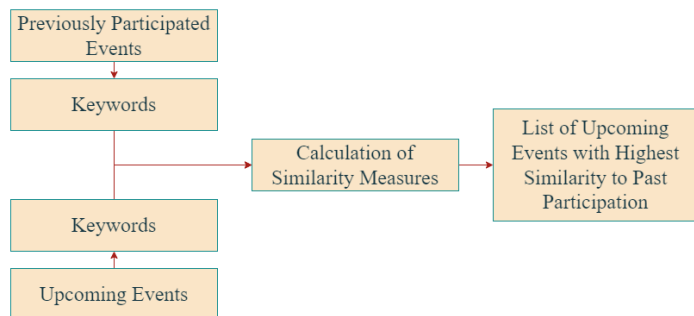 Previously Participated
Events
Keywords
Calculation of
Similarity Measures
List of Upcoming
Events with Highest
Similarity to Past
Participation
Keywords
Upcoming Events